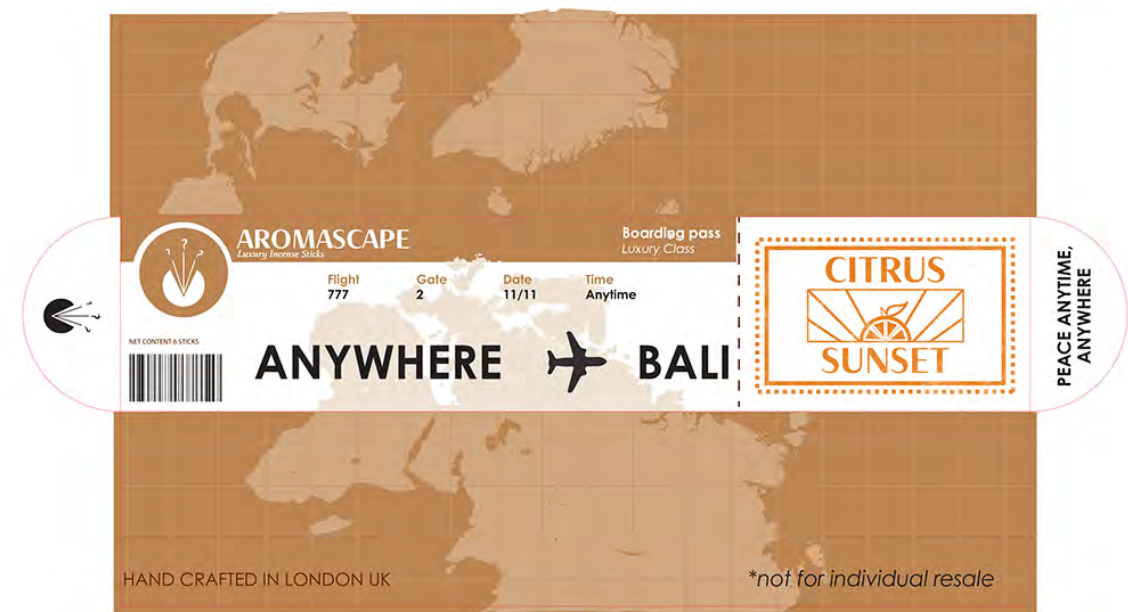 AROMASCAPE
Luxury Incense Sticks
Boarding pass
Luxury Class
Flight Gate Date Time
777 2 11/11 Anytime
NET CONTENT 6 STICKS
ANYWHERE BALI
CITRUS
SUNSET
PEACE ANYTIME,
ANYWHERE
HAND CRAFTED IN LONDON UK
*not for individual resale